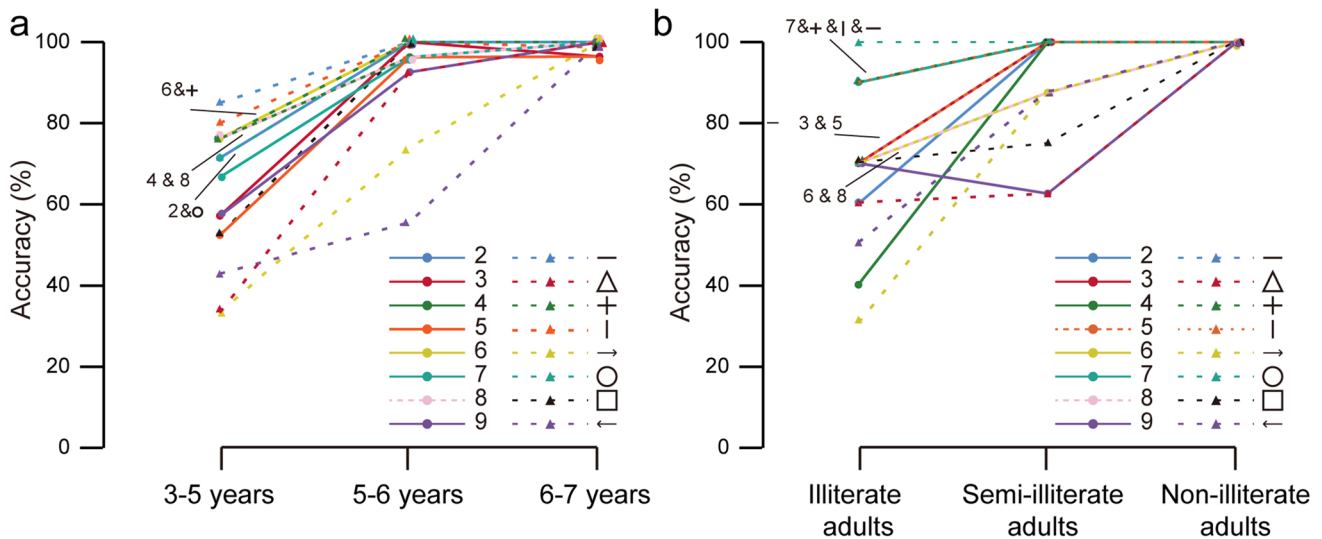 a
Accuracy (%)
100
80
60
40
20
0
6&+
4 & 8
2&o
2 —
3 △
4 +
5 |
6 →
7 ○
8 □
9 ←
3-5 years
5-6 years
6-7 years
b
Accuracy (%)
100
80
60
40
20
0
7&+ &| &—
3 & 5
6 & 8
2 —
3 △
4 +
5 |
6 →
7 ○
8 □
9 ←
Illiterate
adults
Semi-illiterate
adults
Non-illiterate
adults